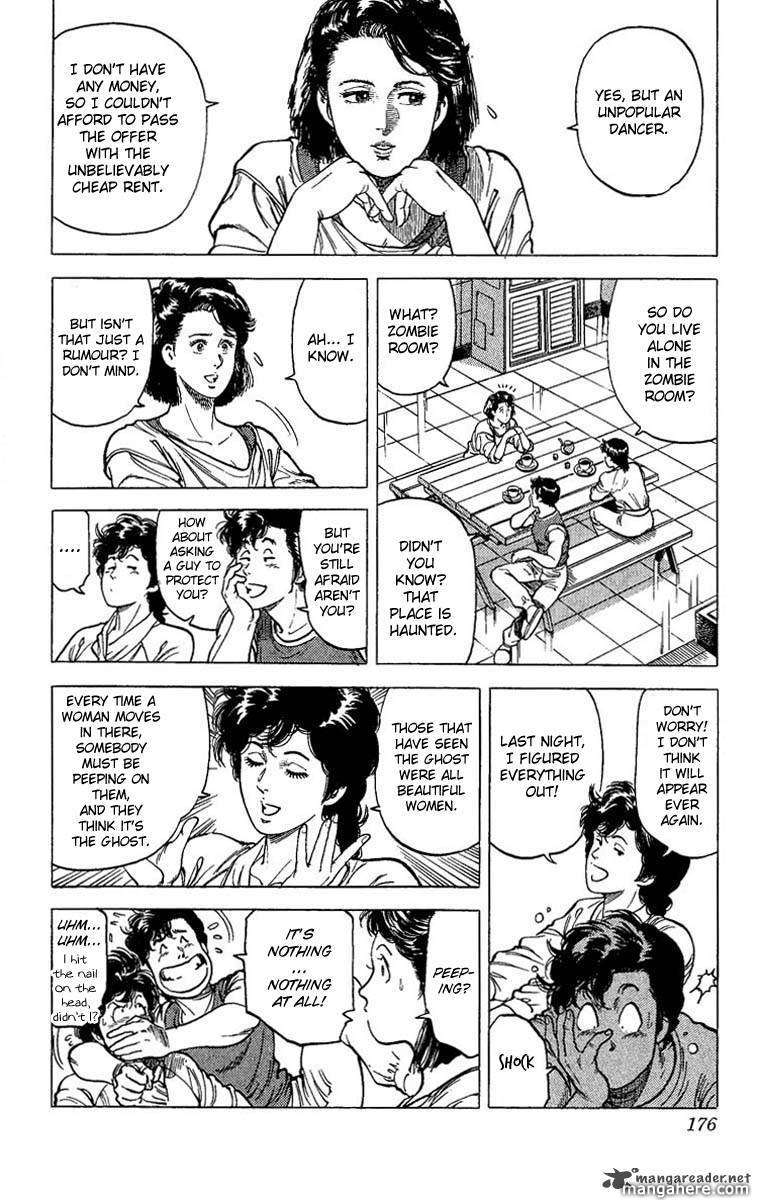 YES, BUT AN
UNPOPULAR
DANCER.
I DON'T HAVE
ANY MONEY,
SO I COULDN'T
AFFORD TO PASS
THE OFFER
WITH THE
UNBELIEVABLY
CHEAP RENT.
SO DO
YOU LIVE
ALONE
IN THE
ZOMBIE
ROOM?
WHAT?
ZOMBIE
ROOM?
DIDN'T
YOU
KNOW?
THAT
PLACE IS
HAUNTED.
AH... I
KNOW.
BUT ISN'T
THAT JUST A
RUMOUR? I
DON'T MIND.
BUT
YOU'RE
STILL
AFRAID
AREN'T
YOU?
HOW
ABOUT
ASKING
A GUY TO
PROTECT
YOU?
....
DON'T
WORRY!
I DON'T
THINK
IT WILL
APPEAR
EVER
AGAIN.
LAST NIGHT,
I FIGURED
EVERYTHING
OUT!
SHOCK
THOSE THAT
HAVE SEEN
THE GHOST
WERE ALL
BEAUTIFUL
WOMEN.
EVERY TIME A
WOMAN MOVES
IN THERE,
SOMEBODY
MUST BE
PEEPING ON
THEM,
AND THEY
THINK IT'S
THE GHOST.
PEEP-
ING?
IT'S
NOTHING
...
NOTHING
AT ALL!
UHM...
UHM...
I hit
the nail
on the
head,
didn't I?
176
mangareader.net
www.mangahere.com